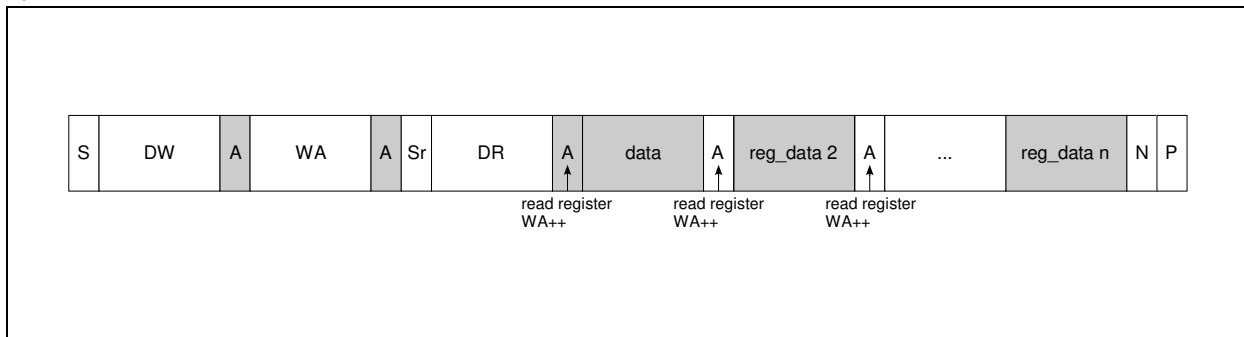 S DW A WA A Sr DR A data A reg_data 2 A ... reg_data n N P
read register read register read register
WA++ WA++ WA++